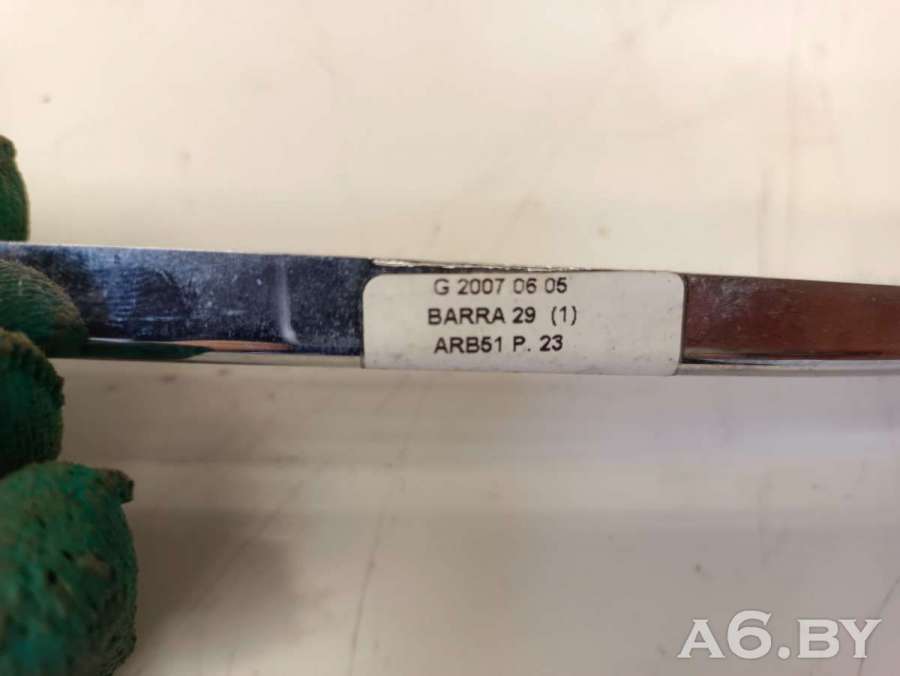 G 2007 06 05
BARRA 29 (1)
ARB51 P. 23
A6.BY